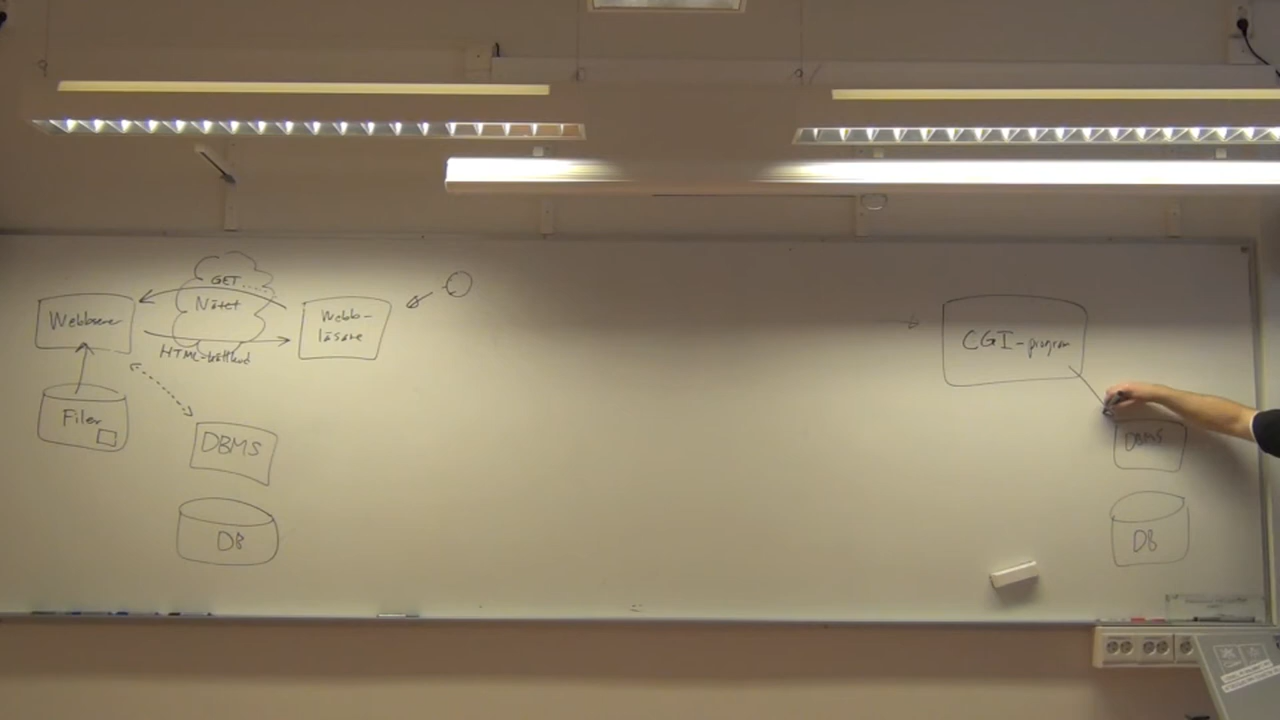 GET.....
Nätet
Webbserver
Webb-
läsare
HTML-källkod
Filer
DBMS
DB
CGI-program
DBMS
DB